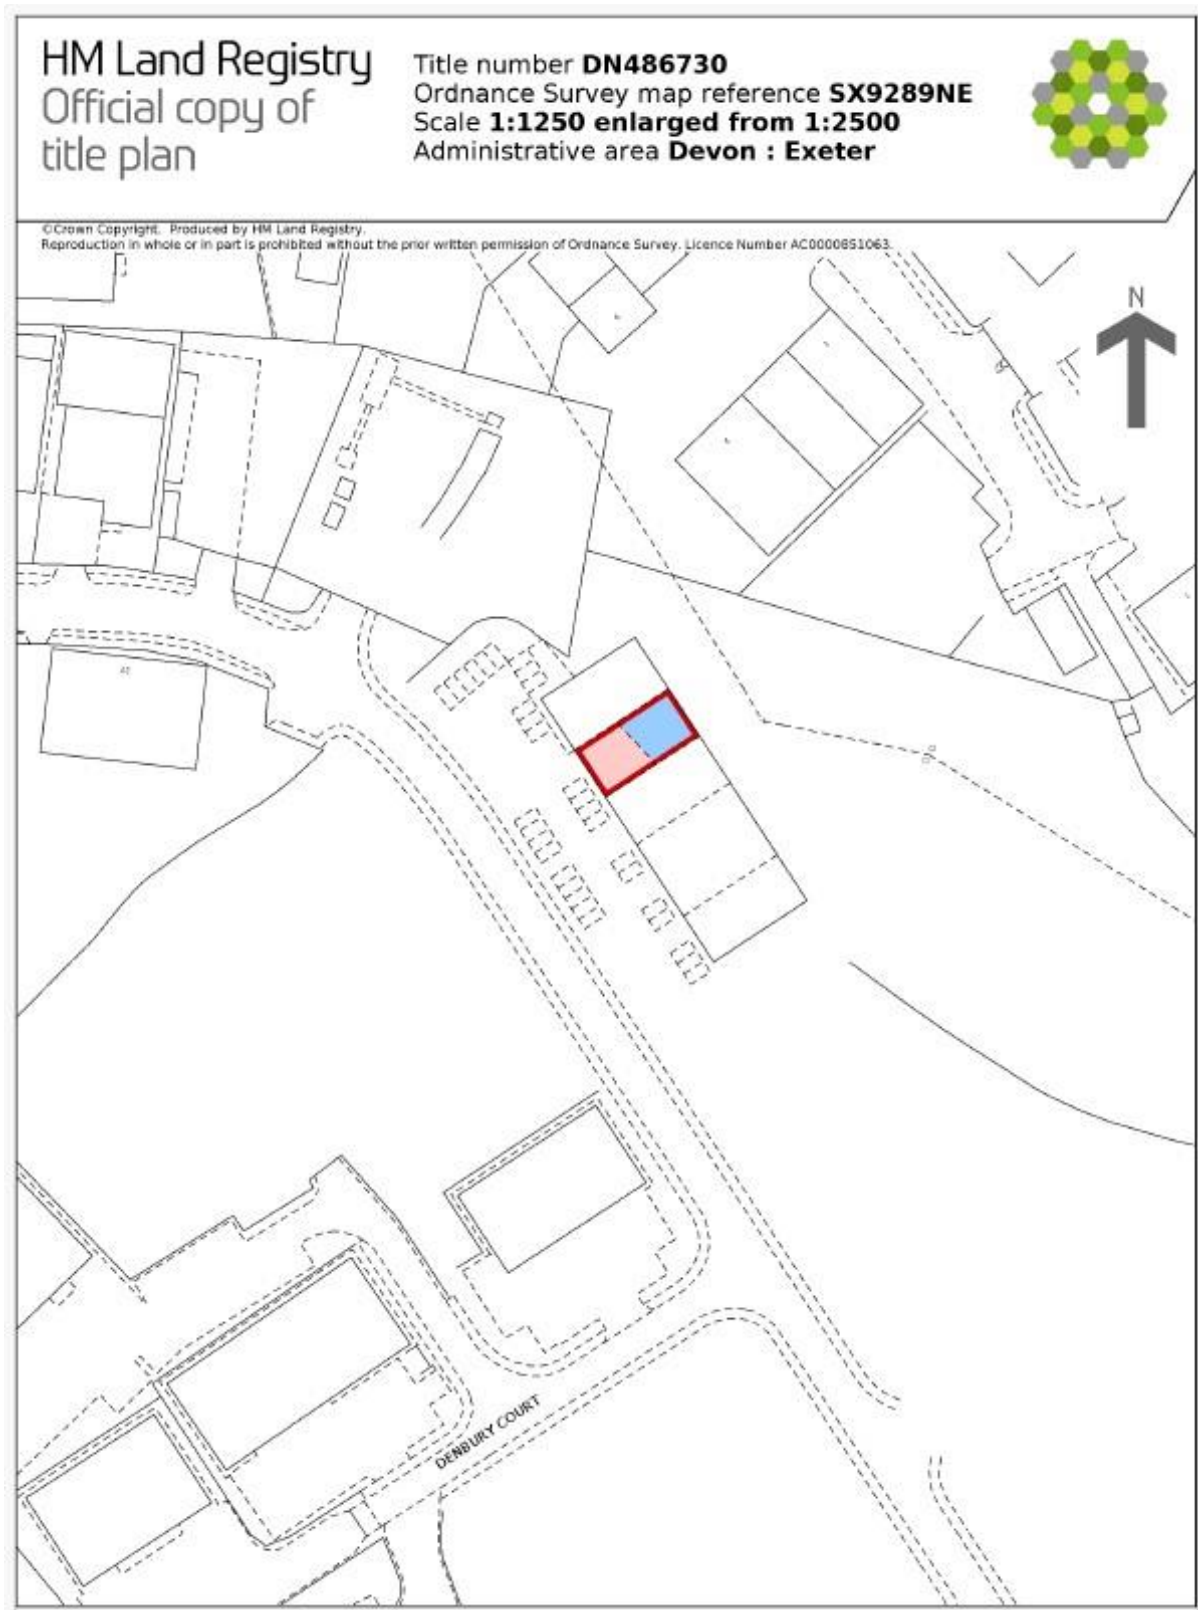 HM Land Registry
Official copy of
title plan
Title number DN486730
Ordnance Survey map reference SX9289NE
Scale 1:1250 enlarged from 1:2500
Administrative area Devon : Exeter
©Crown Copyright. Produced by HM Land Registry.
Reproduction in whole or in part is prohibited without the prior written permission of Ordnance Survey. Licence Number AC0000851063.
N
DENBURY COURT